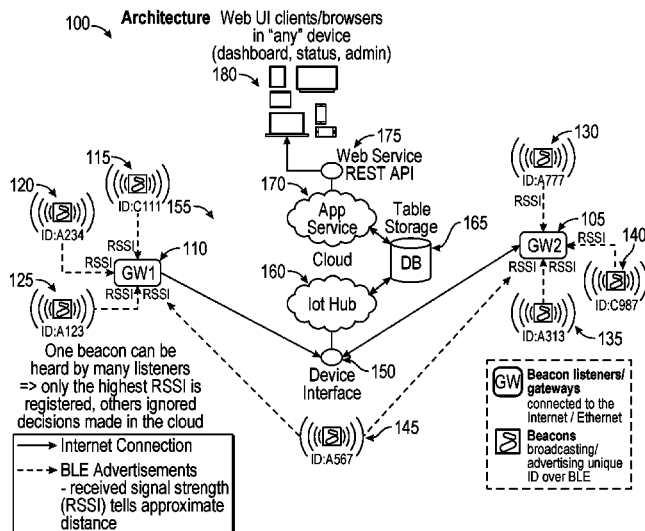 100
Architecture Web UI clients/browsers
in "any" device
(dashboard, status, admin)
180
175
Web Service
REST API
170
App
Service
Table
Storage
165
DB
Cloud
160
Iot Hub
150
Device
Interface
115
ID:C111
120
ID:A234
155
RSSI
RSSI
110
GW1
125
RSSI
RSSI
ID:A123
130
ID:A777
RSSI
105
GW2
RSSI
140
RSSI
RSSI
ID:C987
ID:A313
135
145
ID:A567
One beacon can be
heard by many listeners
=> only the highest RSSI is
registered, others ignored
decisions made in the cloud
Internet Connection
BLE Advertisements
- received signal strength
(RSSI) tells approximate
distance
GW
Beacon listeners/
gateways
connected to the
Internet / Ethernet
Beacons
broadcasting/
advertising unique
ID over BLE